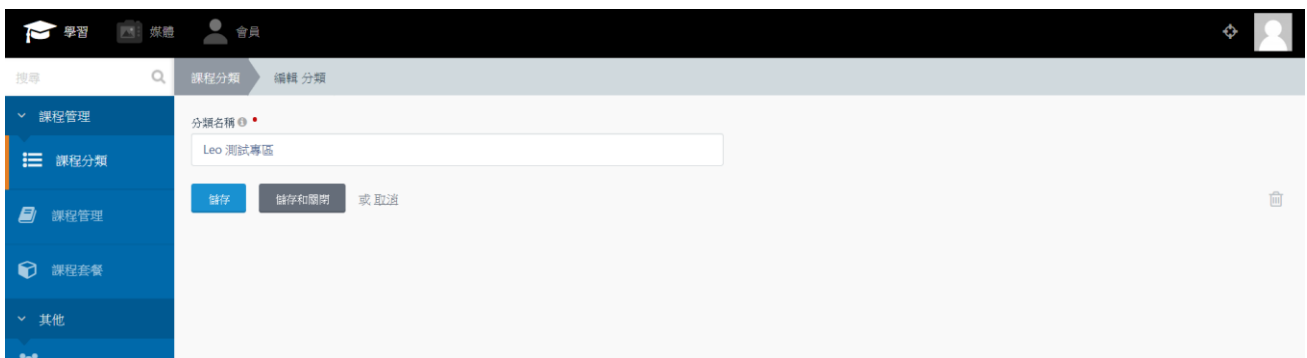 學習 媒體 會員
搜尋
課程分類 編輯 分類
課程管理
分類名稱
Leo 測試專區
課程分類
儲存 儲存和關閉 或 取消
課程管理
課程套餐
其他